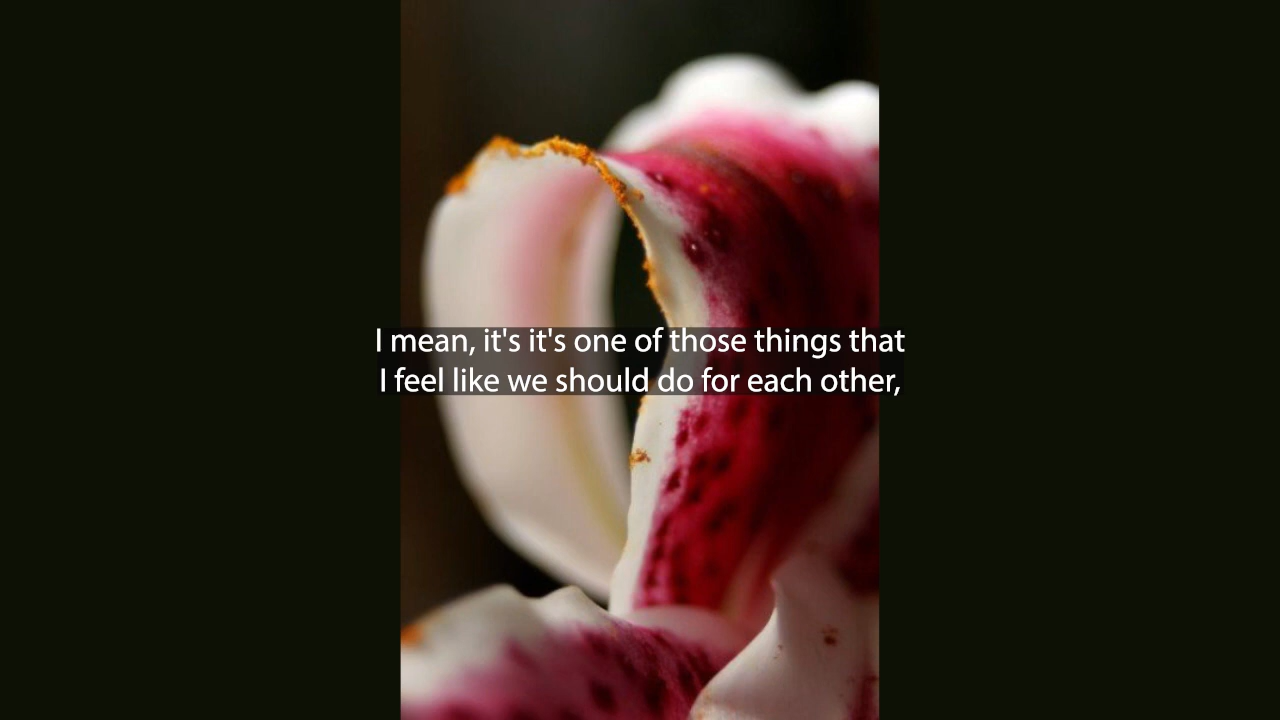 I mean, it's it's one of those things that
I feel like we should do for each other,